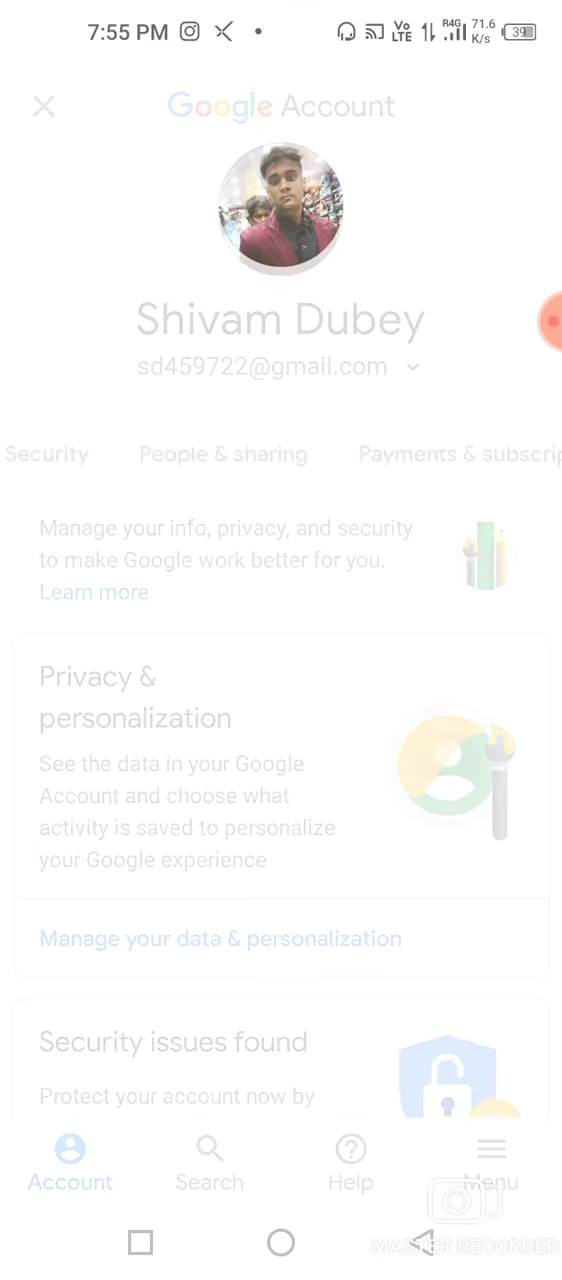 7:55 PM Vo LTE R4G 71.6 K/s 39
Google Account
Shivam Dubey
sd459722@gmail.com
Security People & sharing Payments & subscrip
Manage your info, privacy, and security
to make Google work better for you.
Learn more
Privacy &
personalization
See the data in your Google
Account and choose what
activity is saved to personalize
your Google experience
Manage your data & personalization
Security issues found
Protect your account now by
Account Search Help Menu
MASTER RECORDER